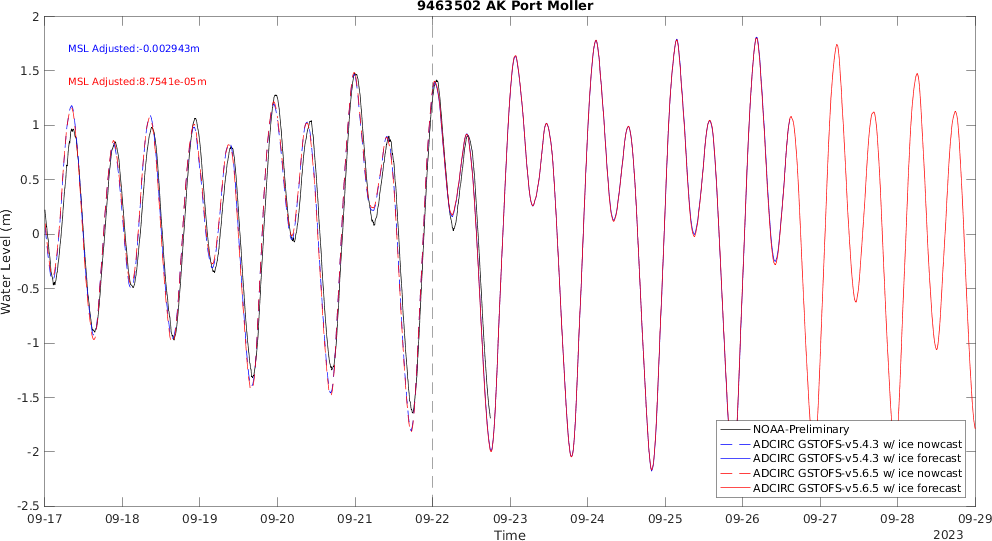 9463502 AK Port Moller
MSL Adjusted:-0.002943m
MSL Adjusted:8.7541e-05m
2
1.5
1
0.5
0
-0.5
-1
-1.5
-2
-2.5
Water Level (m)
NOAA-Preliminary
ADCIRC GSTOFS-v5.4.3 w/ ice nowcast
ADCIRC GSTOFS-v5.4.3 w/ ice forecast
ADCIRC GSTOFS-v5.6.5 w/ ice nowcast
ADCIRC GSTOFS-v5.6.5 w/ ice forecast
09-17 09-18 09-19 09-20 09-21 09-22 09-23 09-24 09-25 09-26 09-27 09-28 09-29
Time
2023